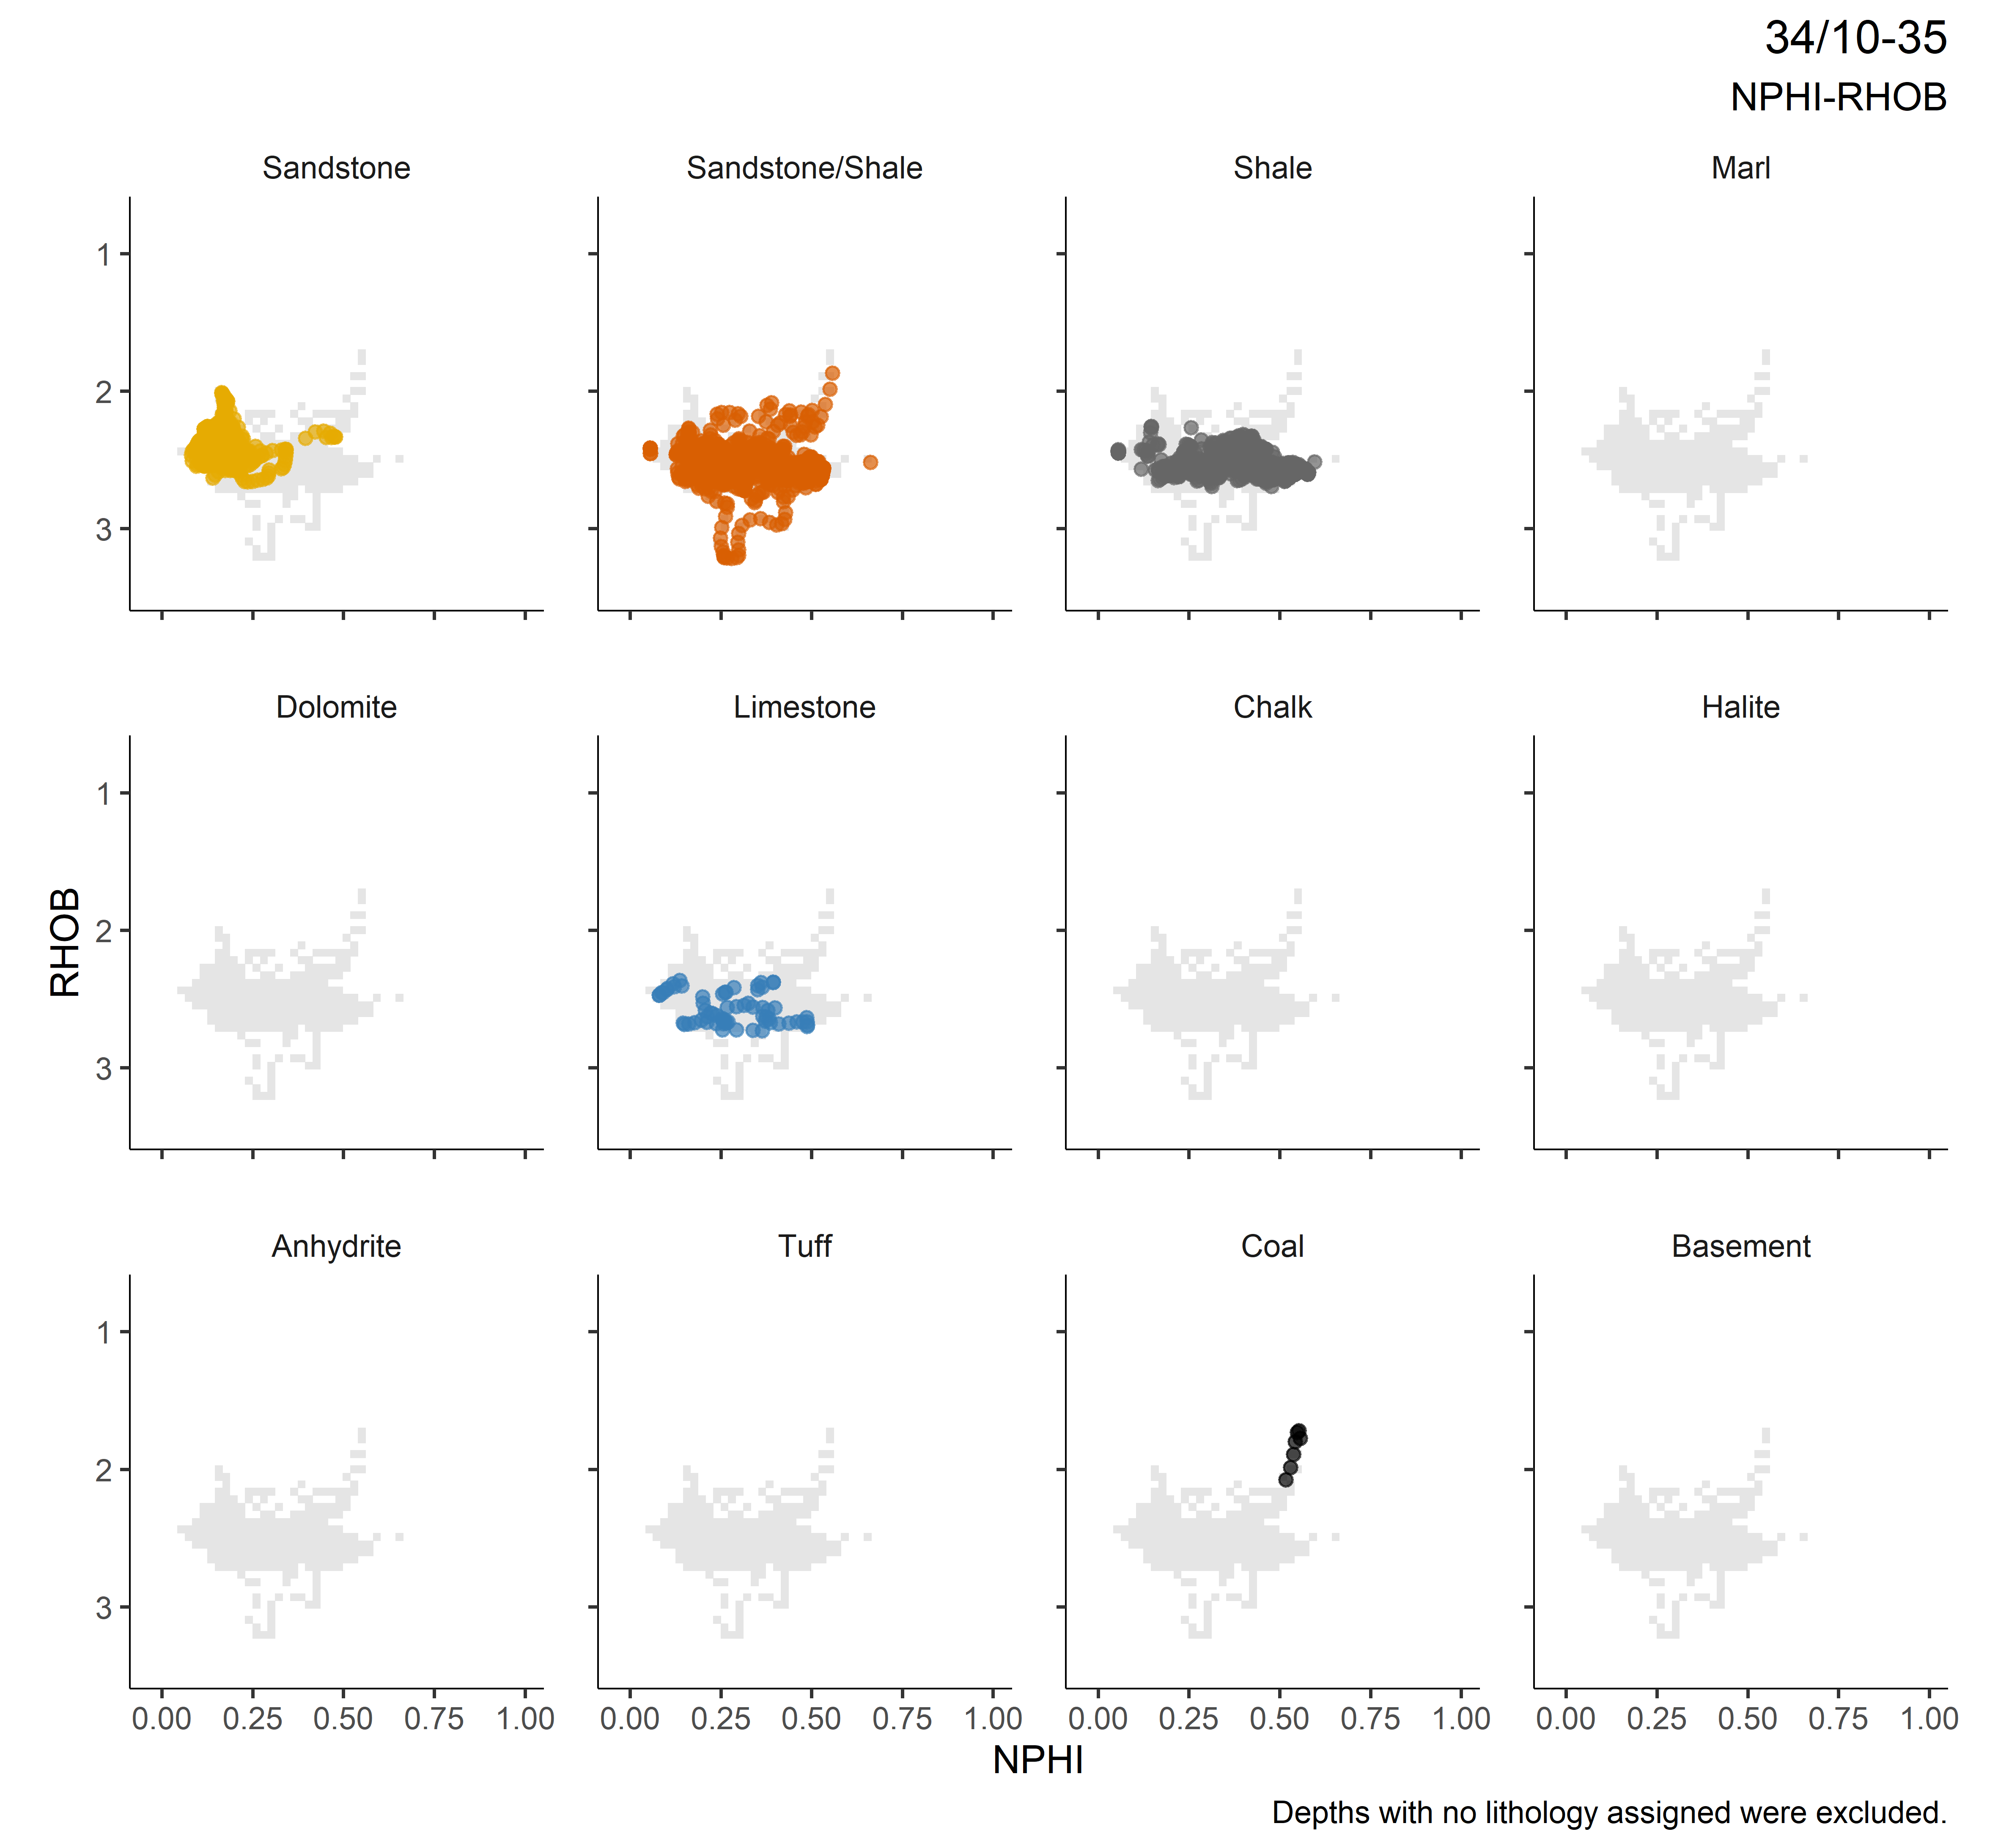 34/10-35
NPHI-RHOB
Sandstone Sandstone/Shale Shale Marl
1
2
3
Dolomite Limestone Chalk Halite
1
2
3
RHOB
Anhydrite Tuff Coal Basement
1
2
3
0.00 0.25 0.50 0.75 1.00 0.00 0.25 0.50 0.75 1.00 0.00 0.25 0.50 0.75 1.00 0.00 0.25 0.50 0.75 1.00
NPHI
Depths with no lithology assigned were excluded.